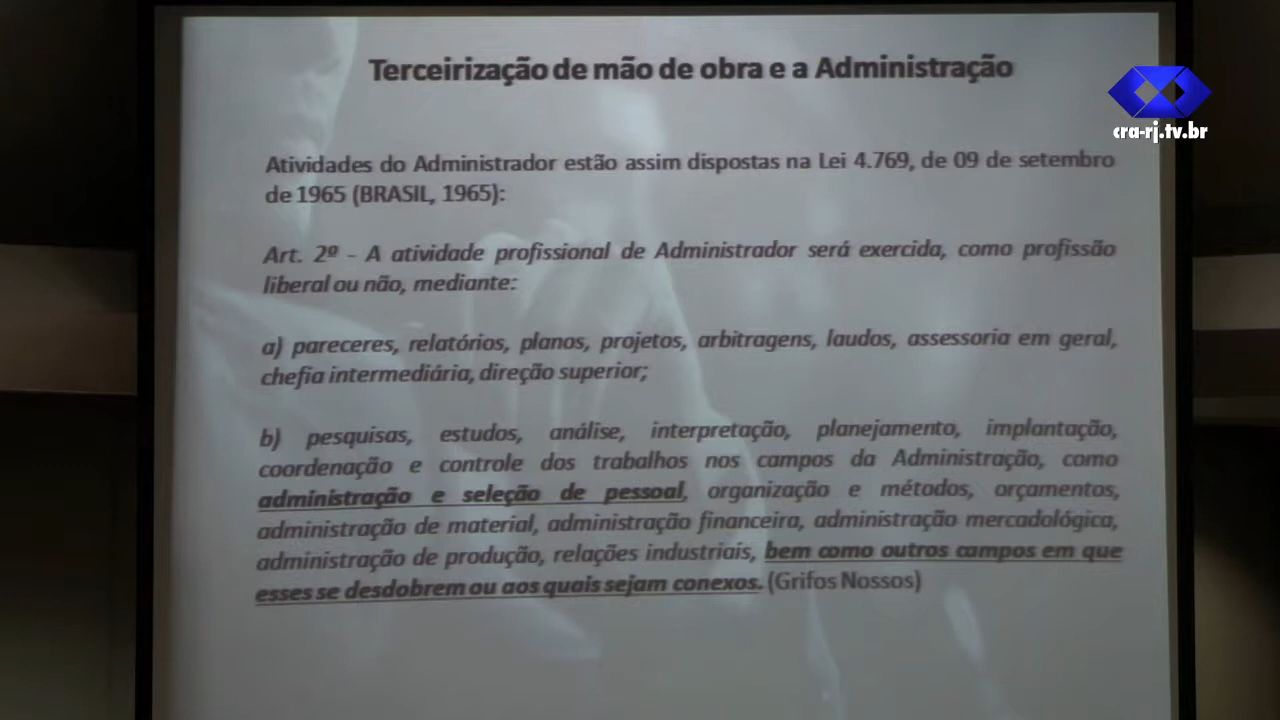 Terceirização de mão de obra e a Administração
cra-rj.tv.br
Atividades do Administrador estão assim dispostas na Lei 4.769, de 09 de setembro
de 1965 (BRASIL, 1965):
Art. 2º - A atividade profissional de Administrador será exercida, como profissão
liberal ou não, mediante:
a) pareceres, relatórios, planos, projetos, arbitragens, laudos, assessoria em geral,
chefia intermediária, direção superior;
b) pesquisas, estudos, análise, interpretação, planejamento, implantação,
coordenação e controle dos trabalhos nos campos da Administração, como
administração e seleção de pessoal, organização e métodos, orçamentos,
administração de material, administração financeira, administração mercadológica,
administração de produção, relações industriais, bem como outros campos em que
esses se desdobrem ou aos quais sejam conexos. (Grifos Nossos)